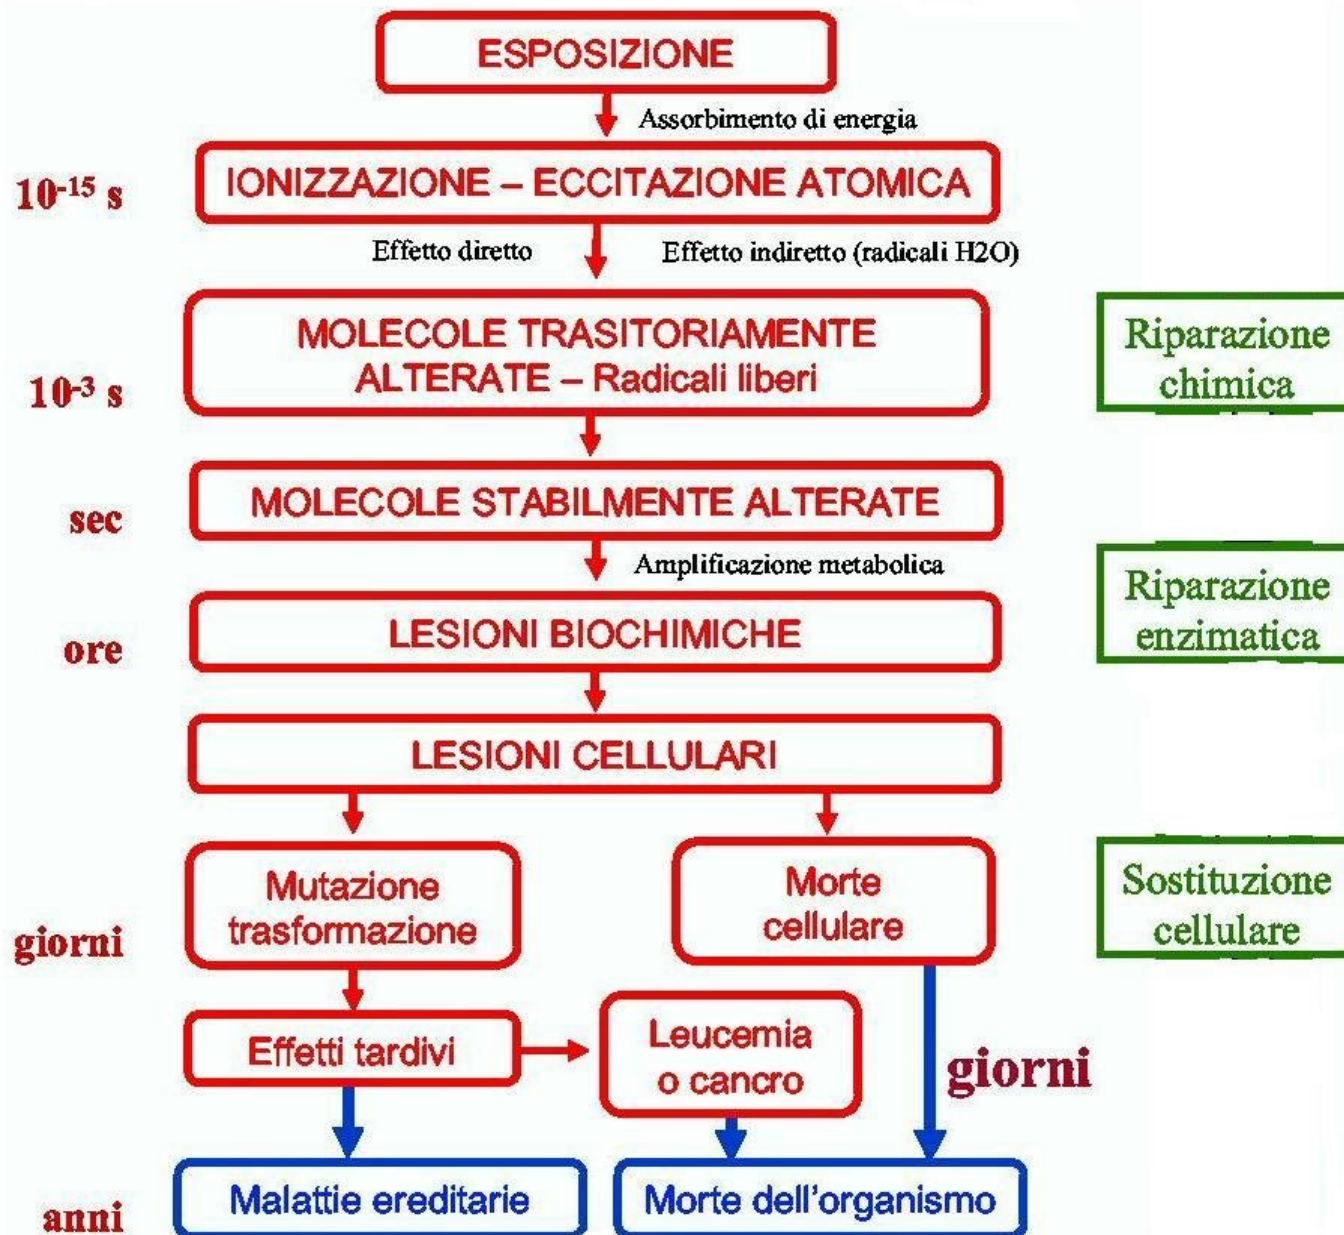 ESPOSIZIONE
Assorbimento di energia
10-15 s
IONIZZAZIONE – ECCITAZIONE ATOMICA
Effetto diretto
Effetto indiretto (radicali H2O)
10-3 s
MOLECOLE TRASITORIAMENTE
ALTERATE – Radicali liberi
Riparazione
chimica
sec
MOLECOLE STABILMENTE ALTERATE
Amplificazione metabolica
ore
LESIONI BIOCHIMICHE
Riparazione
enzimatica
LESIONI CELLULARI
giorni
Mutazione
trasformazione
Morte
cellulare
Sostituzione
cellulare
Effetti tardivi
Leucemia
o cancro
giorni
anni
Malattie ereditarie
Morte dell'organismo